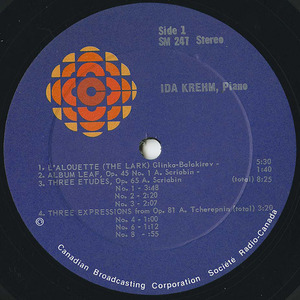 Side 1
SM 247 Stereo
IDA KREHM, Piano
1. L'ALOUETTE (THE LARK) Glinka-Balakirev - 5:30
2. ALBUM LEAF, Op. 45 No. 1 A. Scriabin - 1:40
3. THREE ETUDES, Op. 65 A. Scriabin (total) 8:25
No. 1 - 3:48
No. 2 - 2:20
No. 3 - 2:07
4. THREE EXPRESSIONS from Op. 81 A. Tcherepnin (total) 3:20
No. 4 - 1:00
No. 6 - 1:12
No. 8 - :55
Canadian Broadcasting Corporation Société Radio-Canada